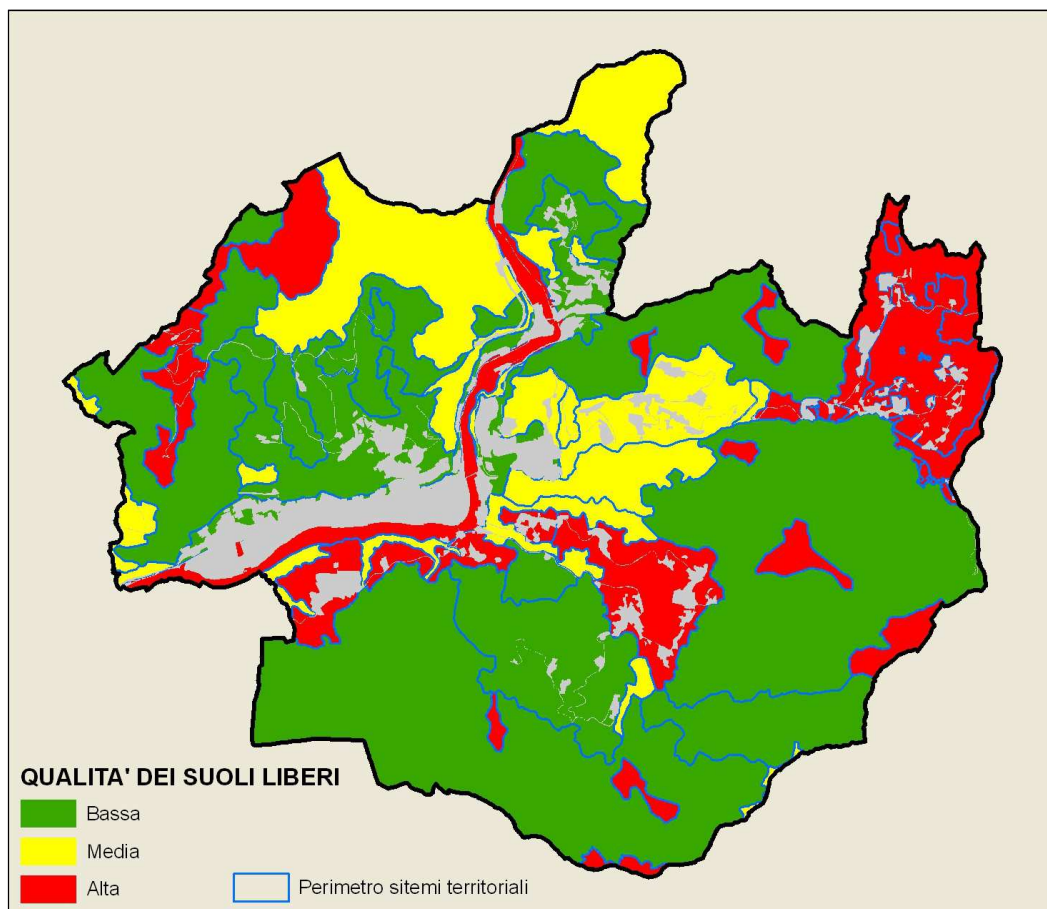 QUALITA' DEI SUOLI LIBERI
Bassa
Media
Alta
Perimetro sitemi territoriali